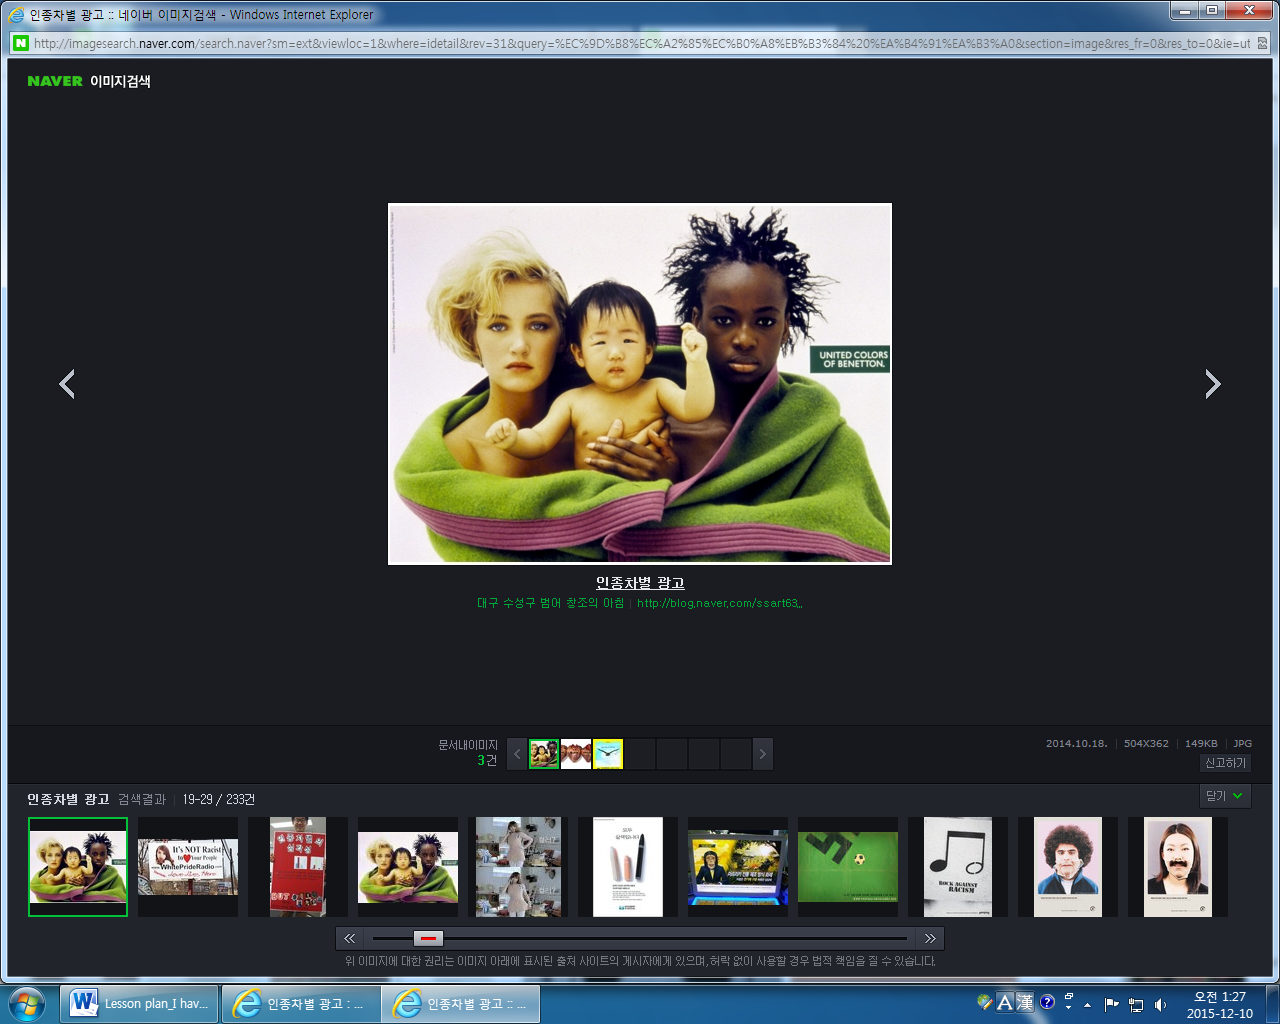 인종차별 광고 :: 네이버 이미지검색 - Windows Internet Explorer
http://imagesearch.naver.com/search.naver?sm=ext&viewloc=1&where=idetail&rev=31&query=%EC%9D%B8%EC%A2%85%EC%B0%A8%EB%B3%84%20%EA%B4%91%EA%B3%A0&section=image&res_fr=0&res_to=0&ie=ut
NAVER 이미지검색
UNITED COLORS
OF BENETTON.
인종차별 광고
대구 수성구 범어 창조의 아침 | http://blog.naver.com/ssart63...
문서내이미지
3건
2014.10.18. | 504X362 | 149KB | JPG
신고하기
인종차별 광고 검색결과 | 19-29 / 233건
닫기
It's NOT Racist
to Your People
WhitePrideRadio
ROCK AGAINST
RACISM
위 이미지에 대한 권리는 이미지 아래에 표시된 출처 사이트의 게시자에게 있으며, 허락 없이 사용할 경우 법적 책임을 질 수 있습니다.
Lesson plan_I hav...
인종차별 광고 : ...
인종차별 광고 :: ...
A 漢
오전 1:27
2015-12-10